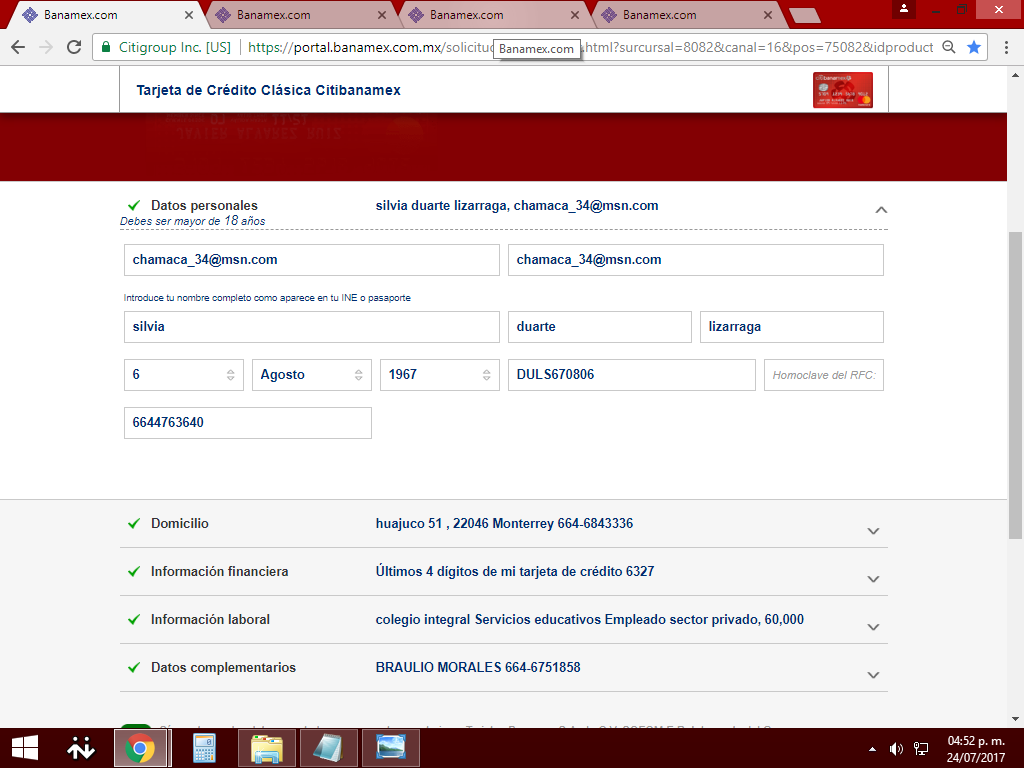 Banamex.com
Banamex.com
Banamex.com
Banamex.com
Citigroup Inc. [US]
https://portal.banamex.com.mx/solicituc
Banamex.com
.html?surcursal=8082&canal=16&pos=75082&idproduct
Tarjeta de Crédito Clásica Citibanamex
JAVIER ALVAREZ RUIZ
Datos personales
silvia duarte lizarraga, chamaca_34@msn.com
Debes ser mayor de 18 años
chamaca_34@msn.com
chamaca_34@msn.com
Introduce tu nombre completo como aparece en tu INE o pasaporte
silvia
duarte
lizarraga
6
Agosto
1967
DULS670806
Homoclave del RFC:
6644763640
Domicilio
huajuco 51 , 22046 Monterrey 664-6843336
Información financiera
Últimos 4 dígitos de mi tarjeta de crédito 6327
Información laboral
colegio integral Servicios educativos Empleado sector privado, 60,000
Datos complementarios
BRAULIO MORALES 664-6751858
04:52 p. m.
24/07/2017